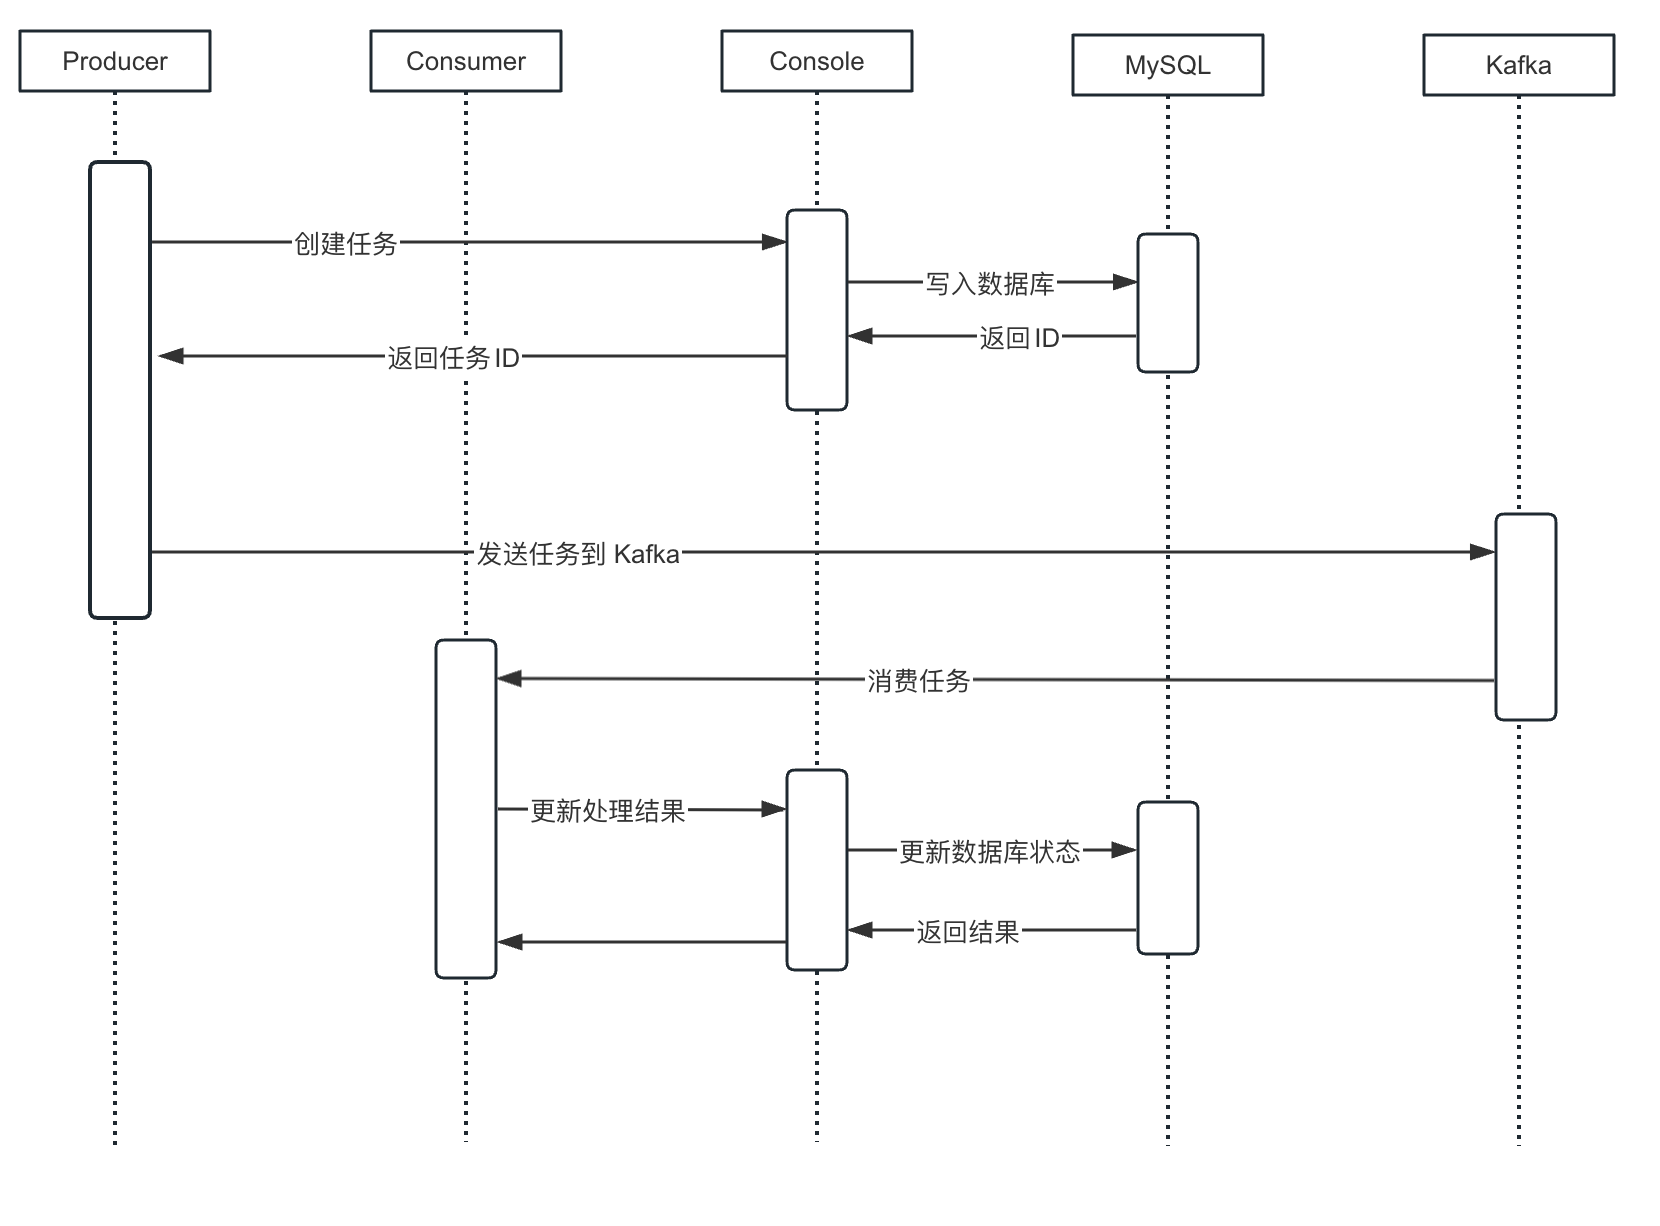 Producer
Consumer
Console
MySQL
Kafka
创建任务
写入数据库
返回 ID
返回任务 ID
发送任务到 Kafka
消费任务
更新处理结果
更新数据库状态
返回结果